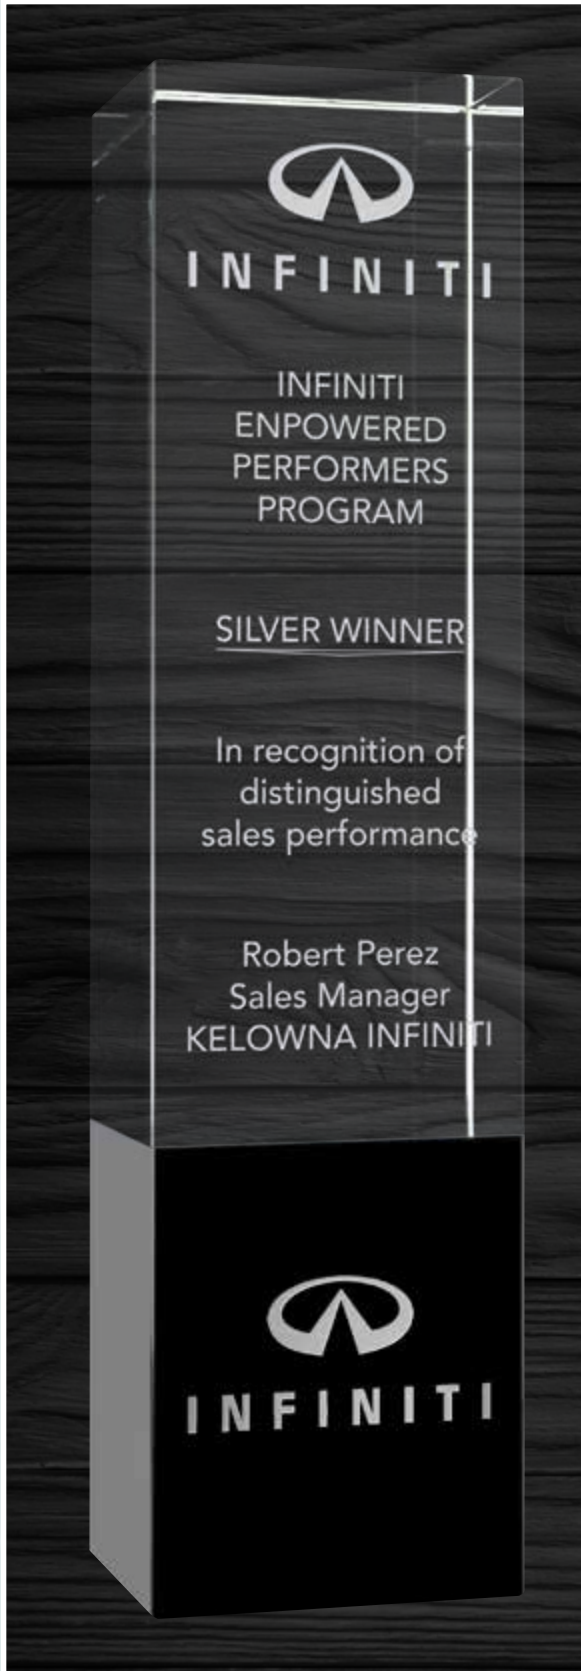 INFINITI
INFINITI
ENPOWERED
PERFORMERS
PROGRAM
SILVER WINNER
In recognition of
distinguished
sales performance
Robert Perez
Sales Manager
KELOWNA INFINITI
INFINITI